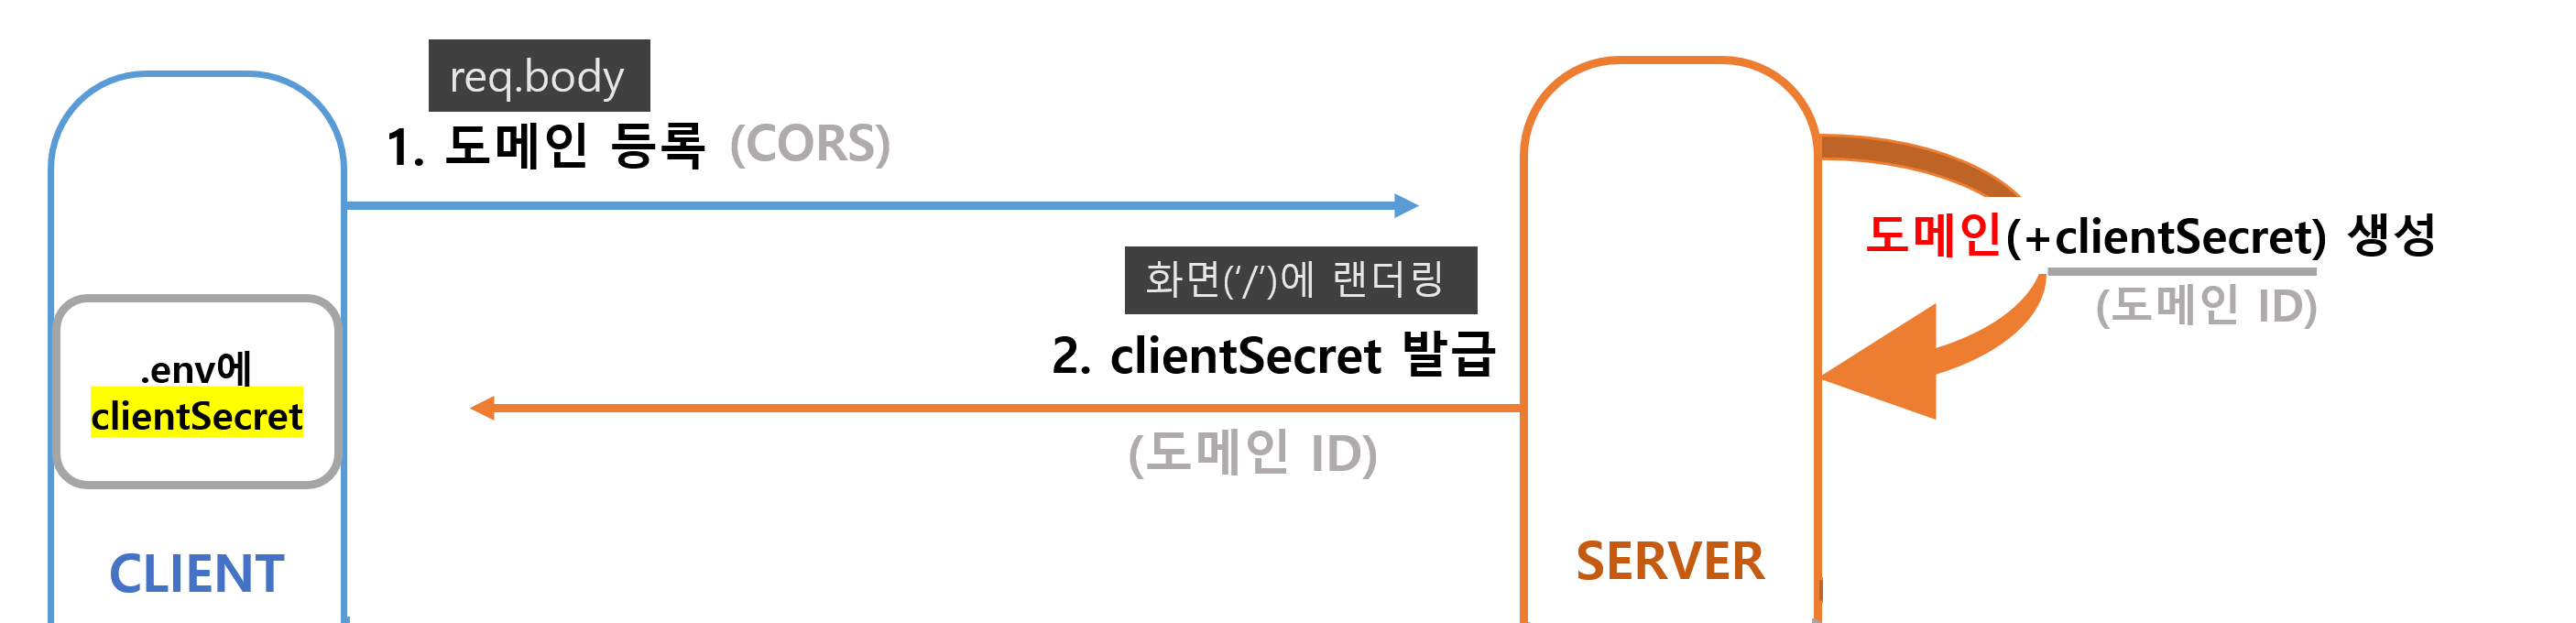 req.body
1. 도메인 등록 (CORS)
도메인(+clientSecret) 생성
(도메인 ID)
화면('/')에 랜더링
2. clientSecret 발급
(도메인 ID)
.env에
clientSecret
CLIENT
SERVER